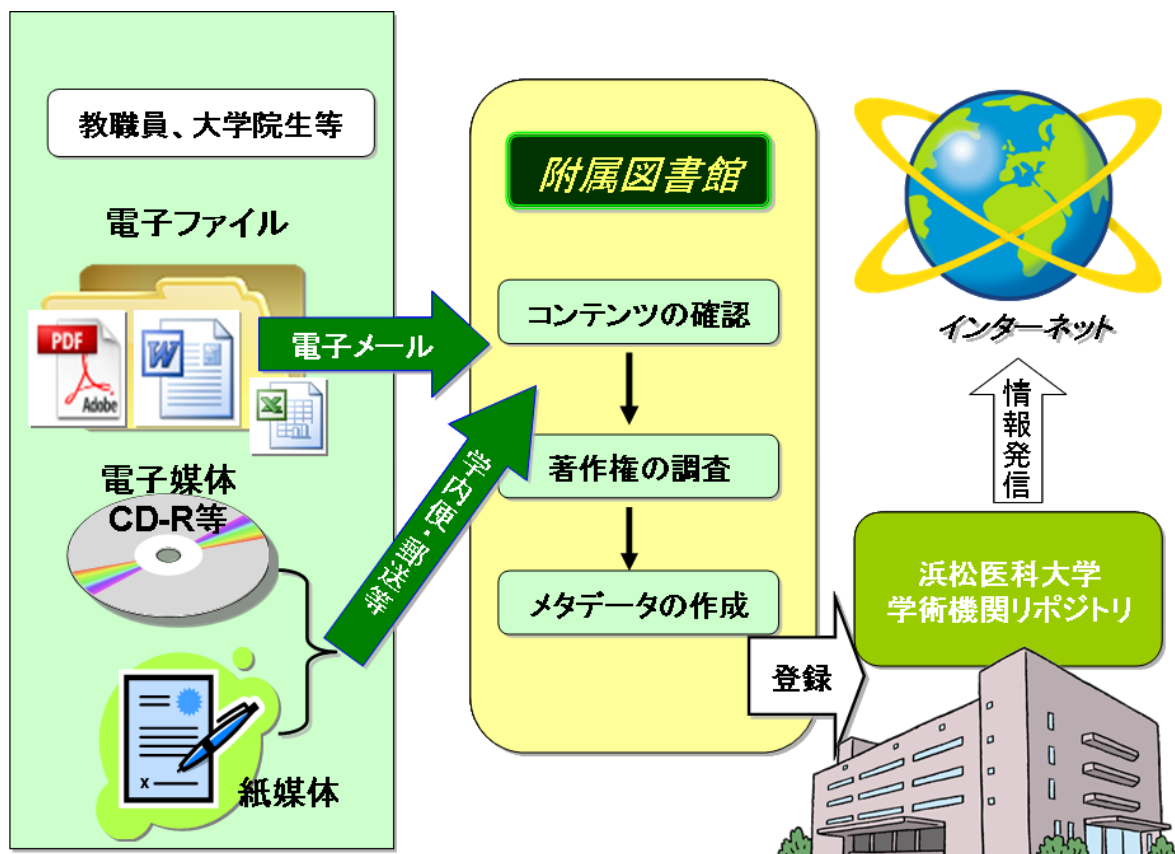 教職員、大学院生等
電子ファイル
PDF
Adobe
W
X
電子メール
電子媒体
CD-R等
学内便・郵送等
x
紙媒体
附属図書館
コンテンツの確認
著作権の調査
メタデータの作成
登録
インターネット
情報発信
浜松医科大学
学術機関リポジトリ